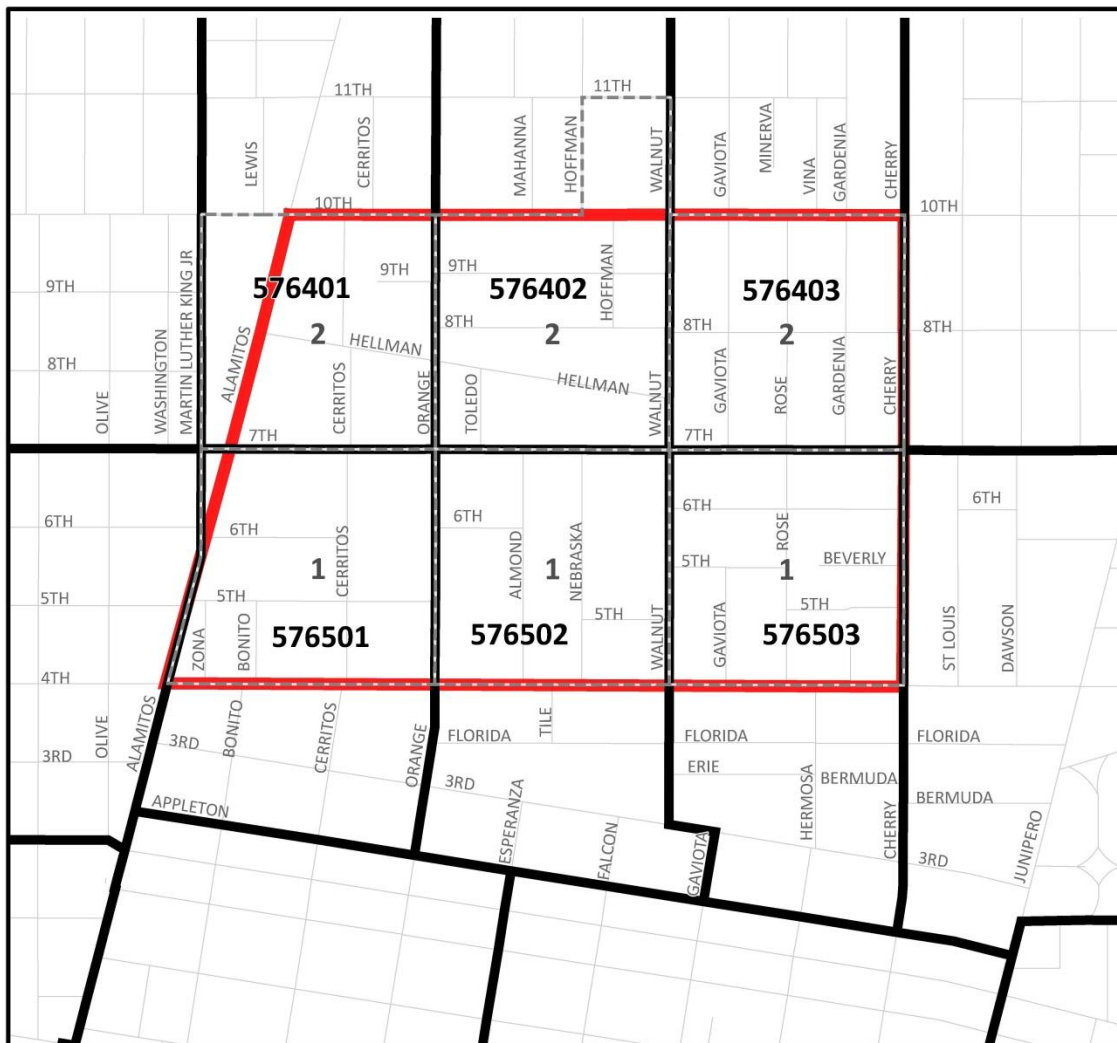 11TH
11TH
LEWIS
CERRITOS
MAHANNA
HOFFMAN
WALNUT
GAVIOTA
MINERVA
VINA
GARDENIA
CHERRY
10TH
10TH
MARTIN LUTHER KING JR
WASHINGTON
OLIVE
9TH
8TH
576401
2
9TH
ALAMITOS
HELLMAN
CERRITOS
ORANGE
7TH
9TH
576402
2
HOFFMAN
8TH
TOLEDO
HELLMAN
WALNUT
576403
2
8TH
GAVIOTA
ROSE
GARDENIA
CHERRY
7TH
8TH
6TH
5TH
4TH
6TH
CERRITOS
1
5TH
ZONA
BONITO
576501
6TH
ALMOND
NEBRASKA
1
5TH
576502
WALNUT
6TH
ROSE
5TH
BEVERLY
1
5TH
576503
GAVIOTA
6TH
ST LOUIS
DAWSON
OLIVE
ALAMITOS
3RD
3RD
BONITO
CERRITOS
ORANGE
APPLETON
TILE
FLORIDA
3RD
ESPERANZA
FALCON
GAVIOTA
FLORIDA
ERIE
HERMOSA
BERMUDA
CHERRY
FLORIDA
BERMUDA
3RD
JUNIPERO